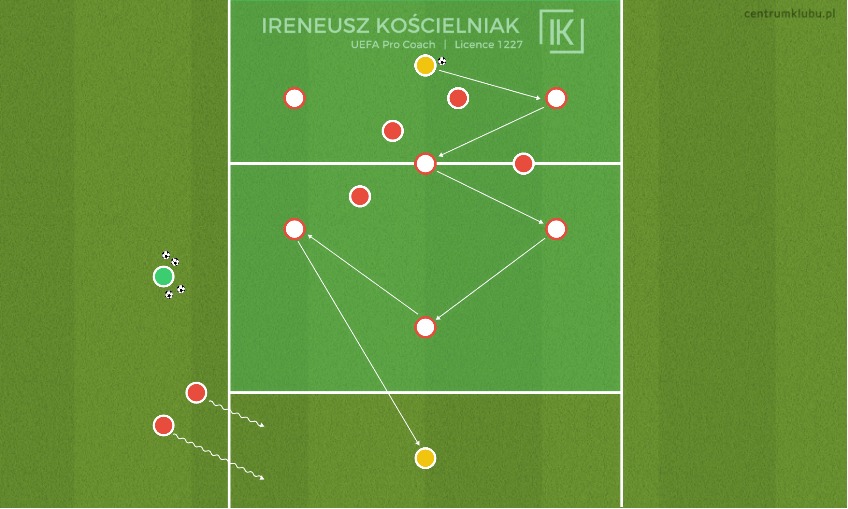 centrumklubu.pl
IRENEUSZ KOŚCIELNIAK
IK
UEFA Pro Coach | Licence 1227